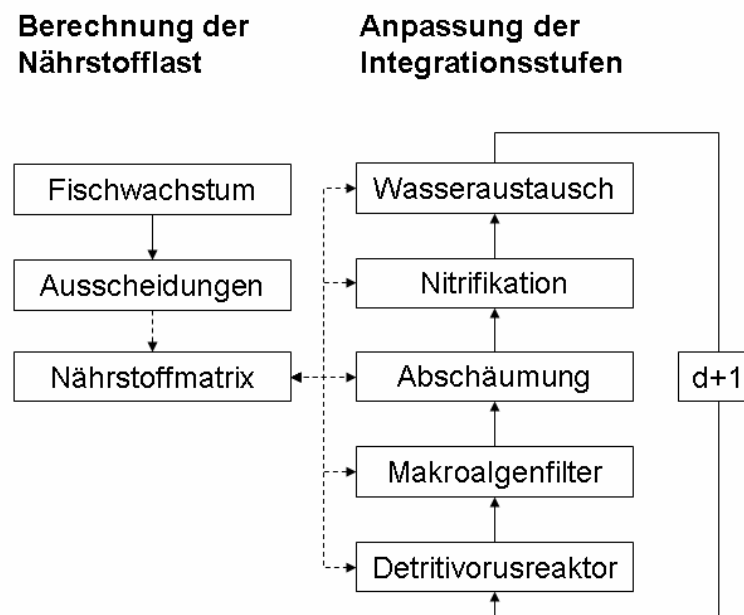 Berechnung der
Nährstofflast
Anpassung der
Integrationsstufen
Fischwachstum
Ausscheidungen
Nährstoffmatrix
Wasseraustausch
Nitrifikation
Abschäumung
Makroalgenfilter
Detritivorusreaktor
d+1